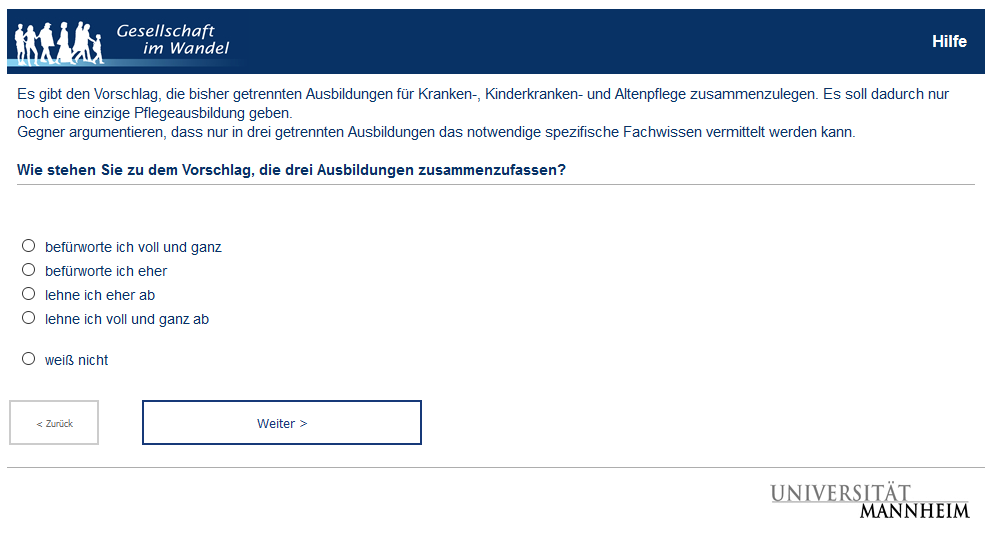 Gesellschaft
im Wandel
Hilfe
Es gibt den Vorschlag, die bisher getrennten Ausbildungen für Kranken-, Kinderkranken- und Altenpflege zusammenzulegen. Es soll dadurch nur
noch eine einzige Pflegeausbildung geben.
Gegner argumentieren, dass nur in drei getrennten Ausbildungen das notwendige spezifische Fachwissen vermittelt werden kann.
Wie stehen Sie zu dem Vorschlag, die drei Ausbildungen zusammenzufassen?
befürworte ich voll und ganz
befürworte ich eher
lehne ich eher ab
lehne ich voll und ganz ab
weiß nicht
< Zurück
Weiter >
UNIVERSITÄT
MANNHEIM